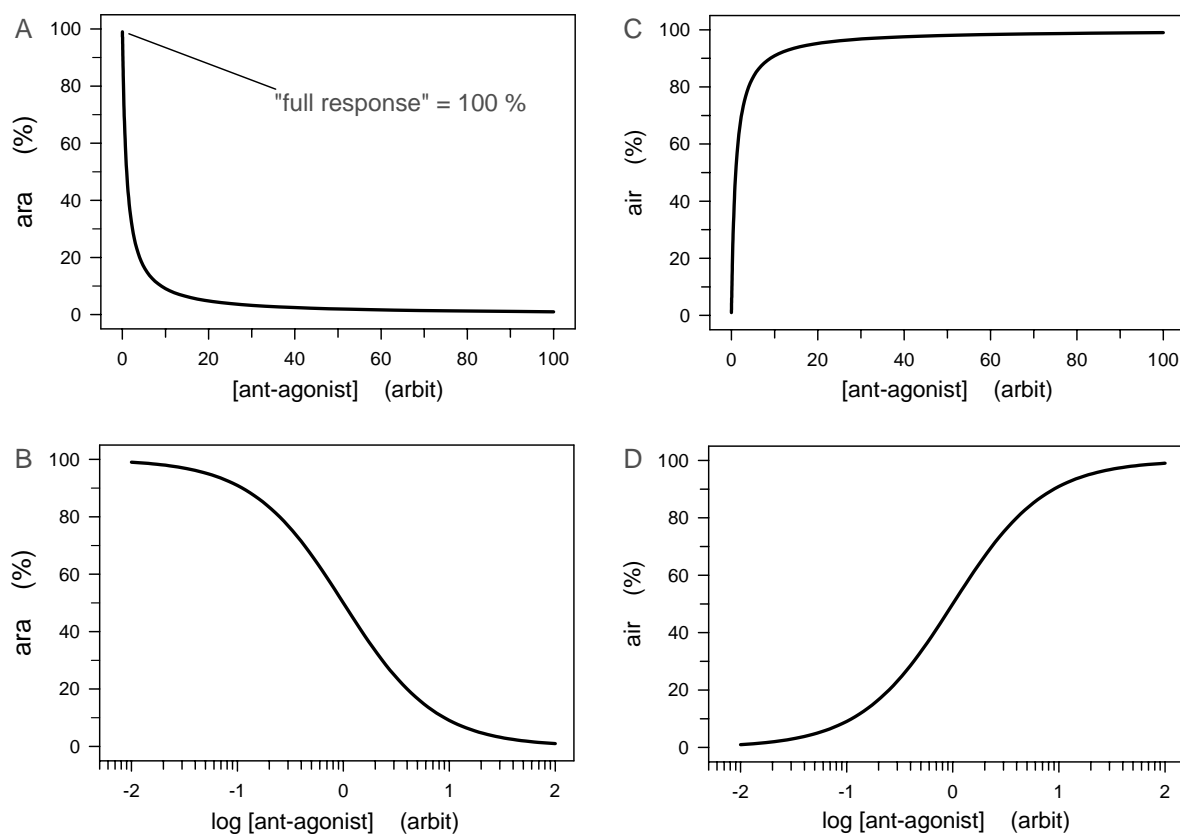 A
100
80
60
40
20
0
ara (%)
"full response" = 100 %
0 20 40 60 80 100
[ant-agonist] (arbit)
C
100
80
60
40
20
0
air (%)
0 20 40 60 80 100
[ant-agonist] (arbit)
B
100
80
60
40
20
0
ara (%)
-2 -1 0 1 2
log [ant-agonist] (arbit)
D
100
80
60
40
20
0
air (%)
-2 -1 0 1 2
log [ant-agonist] (arbit)